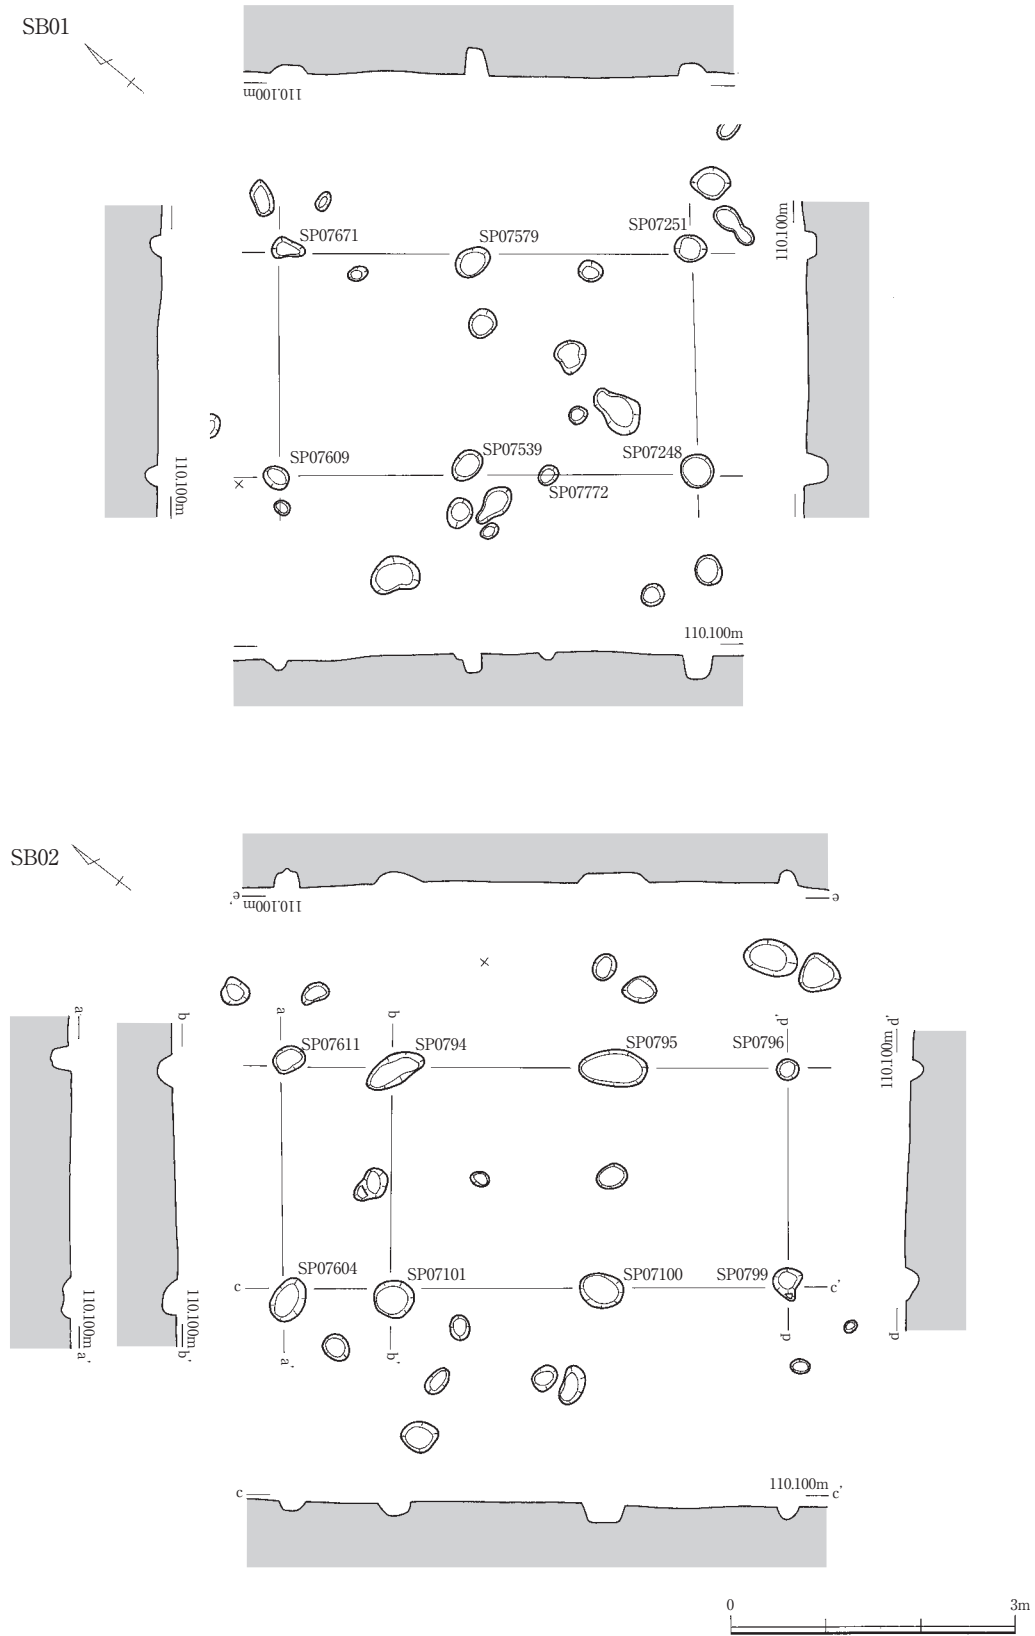 SB01
110.100m
SP07671
SP07579
SP07251
110.100m
SP07609
SP07539
SP07248
SP07772
110.100m
110.100m
SB02
e'
110.100m
e
a
b
a
b
d'
d'
SP07611
SP0794
SP0795
SP0796
110.100m
SP07604
SP07101
SP07100
SP0799
c
c'
110.100m
110.100m
a'
b'
a'
b'
d
d
c
110.100m
c'
0
3m